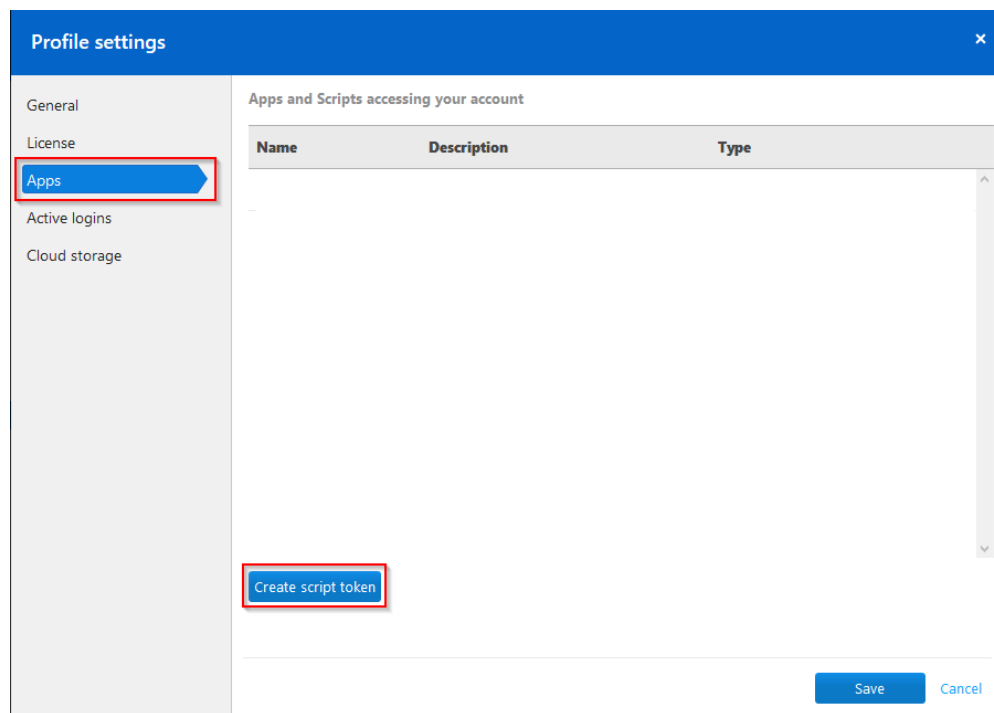 Profile settings
×
General
License
Apps
Active logins
Cloud storage
Apps and Scripts accessing your account
Name Description Type
Create script token
Save Cancel